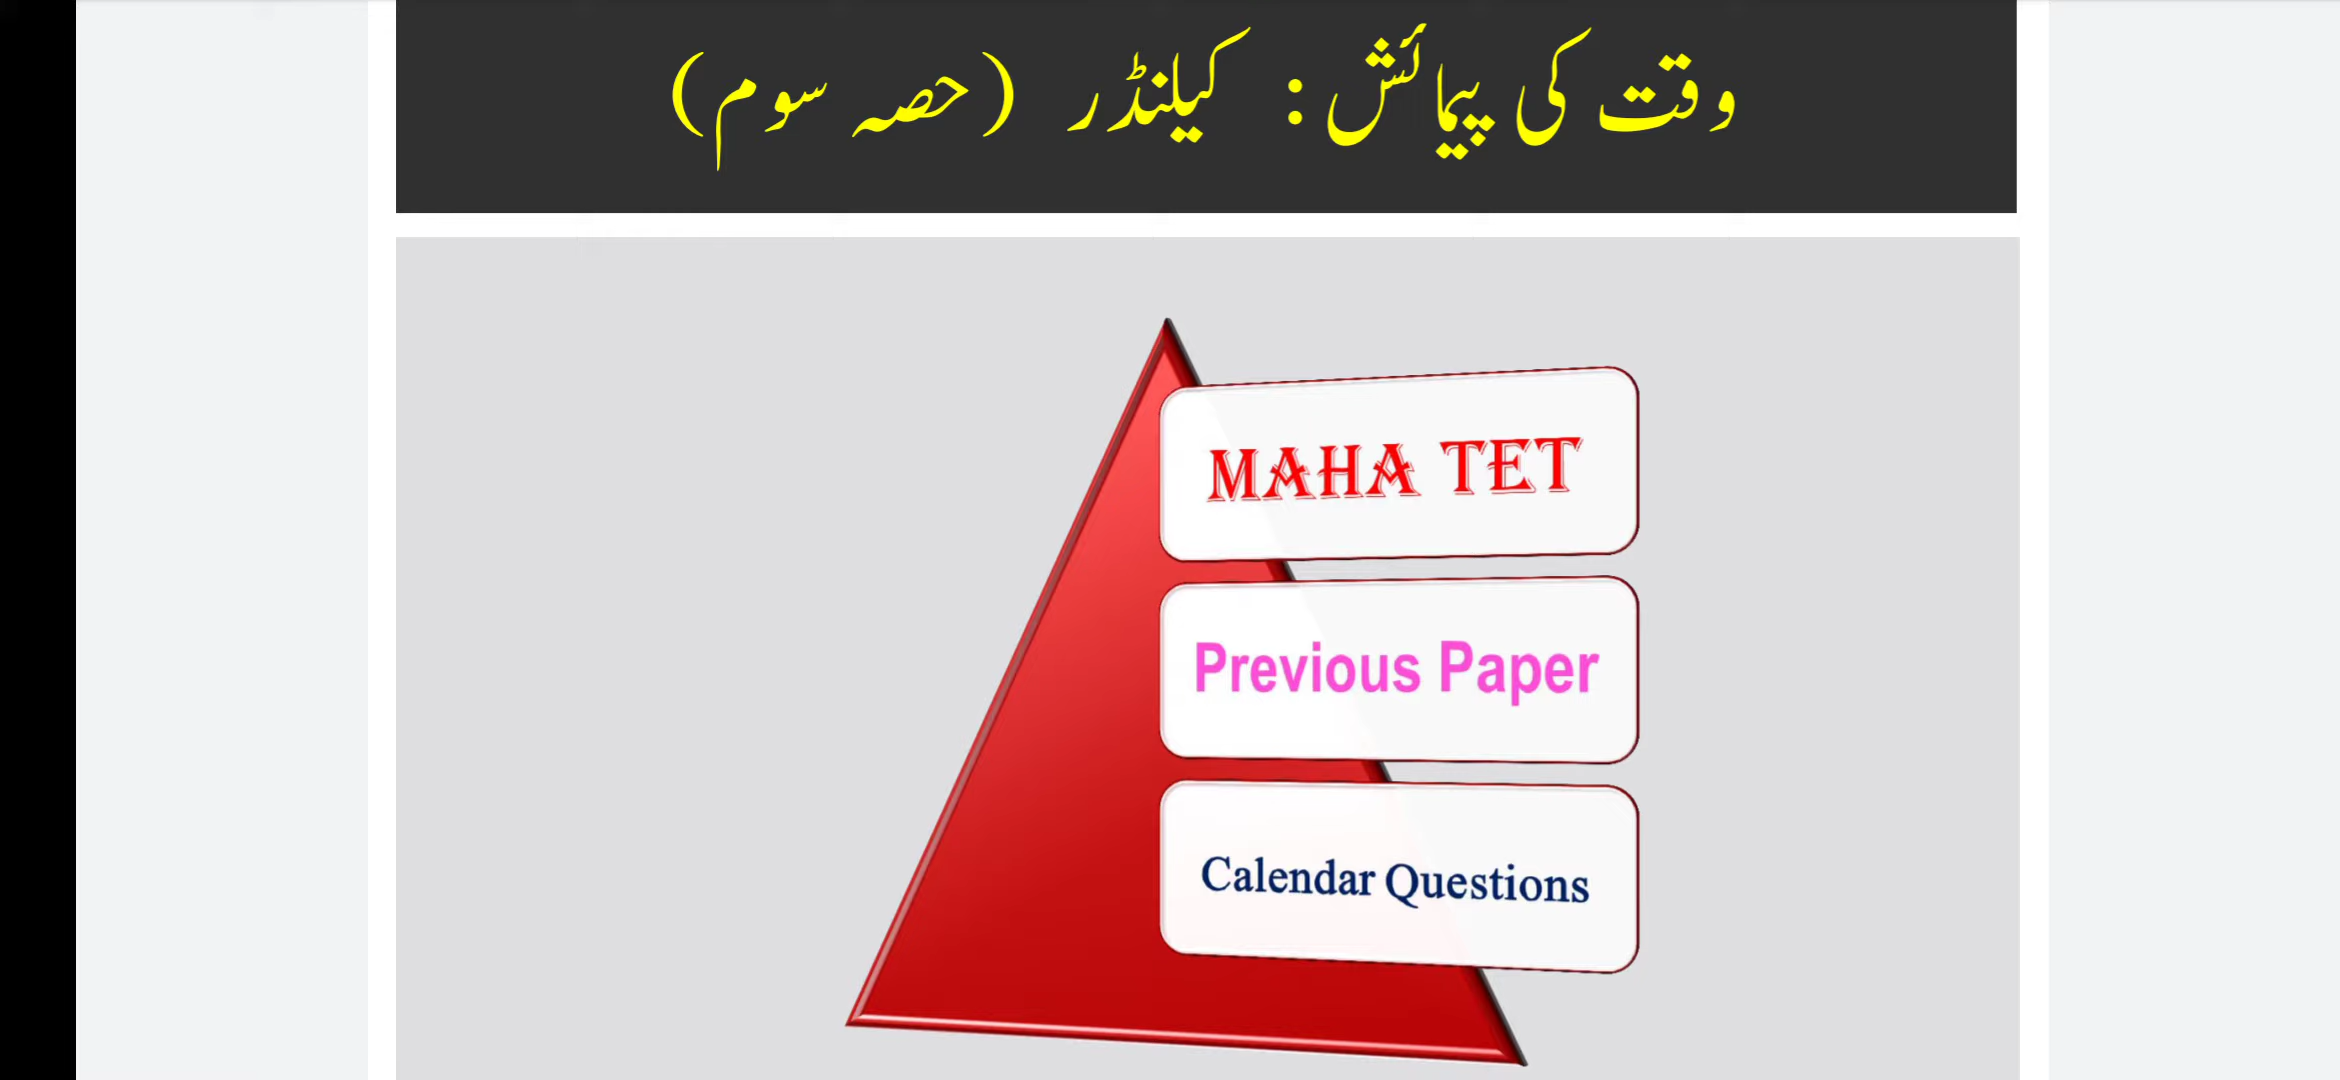 وقت کی پیمائش: کیلنڈر (حصہ سوم)
MAHA TET
Previous Paper
Calendar Questions